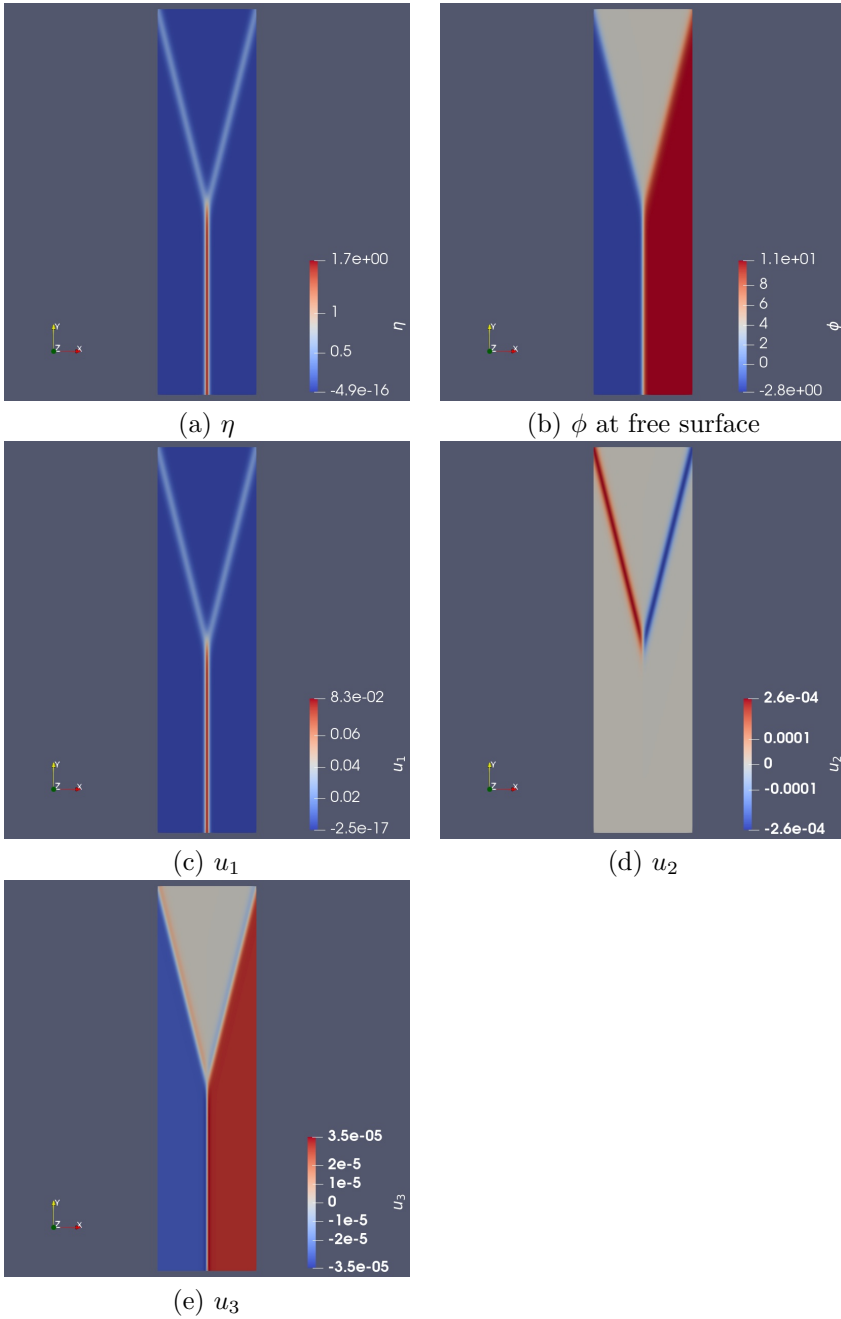 1.7e+00
1
0.5
-4.9e-16
η
Y
Z
X
(a) η
1.1e+01
8
6
4
2
0
-2.8e+00
ϕ
Y
Z
X
(b) ϕ at free surface
8.3e-02
0.06
0.04
0.02
-2.5e-17
u₁
Y
Z
X
(c) u₁
2.6e-04
0.0001
0
-0.0001
-2.6e-04
u₂
Y
Z
X
(d) u₂
3.5e-05
2e-5
1e-5
0
-1e-5
-2e-5
-3.5e-05
u₃
Y
Z
X
(e) u₃